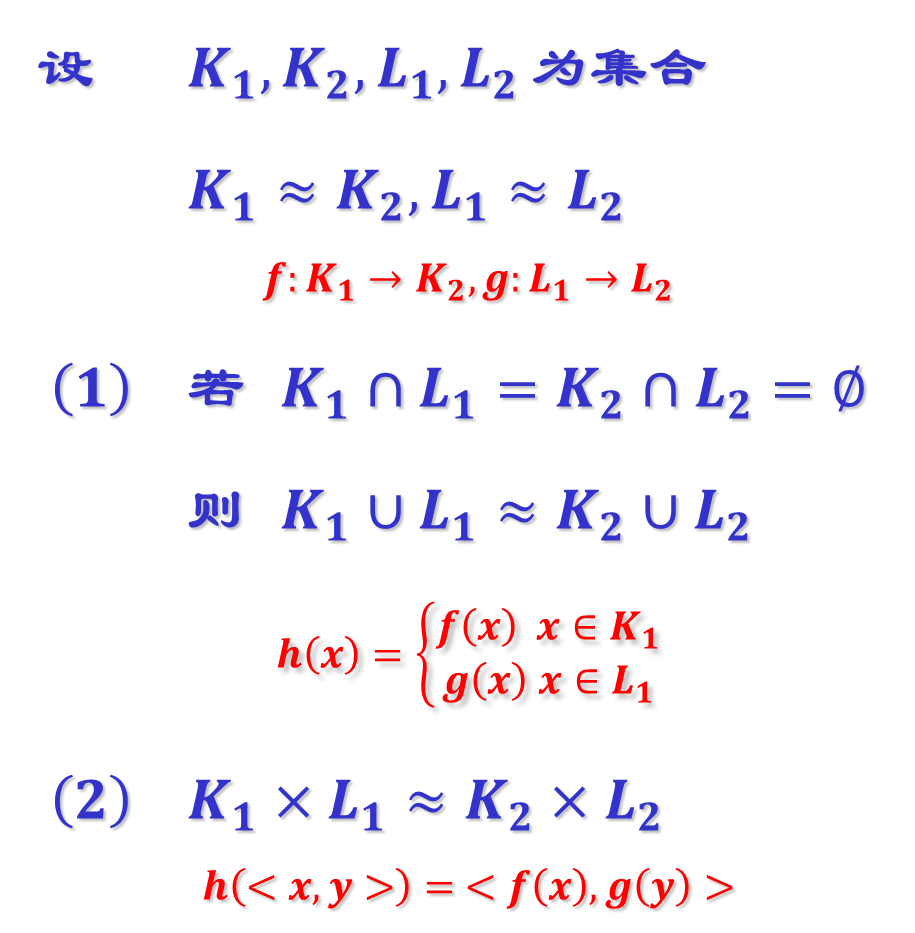 设 K₁, K₂, L₁, L₂ 为集合
K₁ ≈ K₂, L₁ ≈ L₂
f: K₁ → K₂, g: L₁ → L₂
(1) 若 K₁ ∩ L₁ = K₂ ∩ L₂ = ∅
则 K₁ ∪ L₁ ≈ K₂ ∪ L₂
h(x) = { f(x) x ∈ K₁
g(x) x ∈ L₁
(2) K₁ × L₁ ≈ K₂ × L₂
h(< x, y >) = < f(x), g(y) >